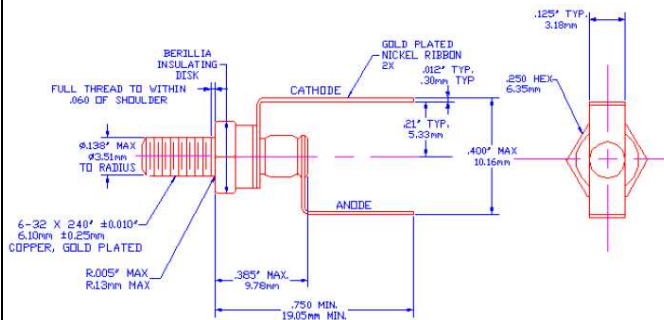 BERILLIA
INSULATING
DISK
FULL THREAD TO WITHIN
.060 OF SHOULDER
GOLD PLATED
NICKEL RIBBON
2X
.012" TYP.
.30mm TYP
CATHODE
.125" TYP.
3.18mm
.250 HEX
6.35mm
.21" TYP.
5.33mm
.400" MAX
10.16mm
ø.138" MAX
ø3.51mm
TO RADIUS
ANODE
6-32 X 240" ±0.010"
6.10mm ±0.25mm
COPPER, GOLD PLATED
R.005" MAX
R.13mm MAX
.385" MAX.
9.78mm
.750 MIN.
19.05mm MIN.